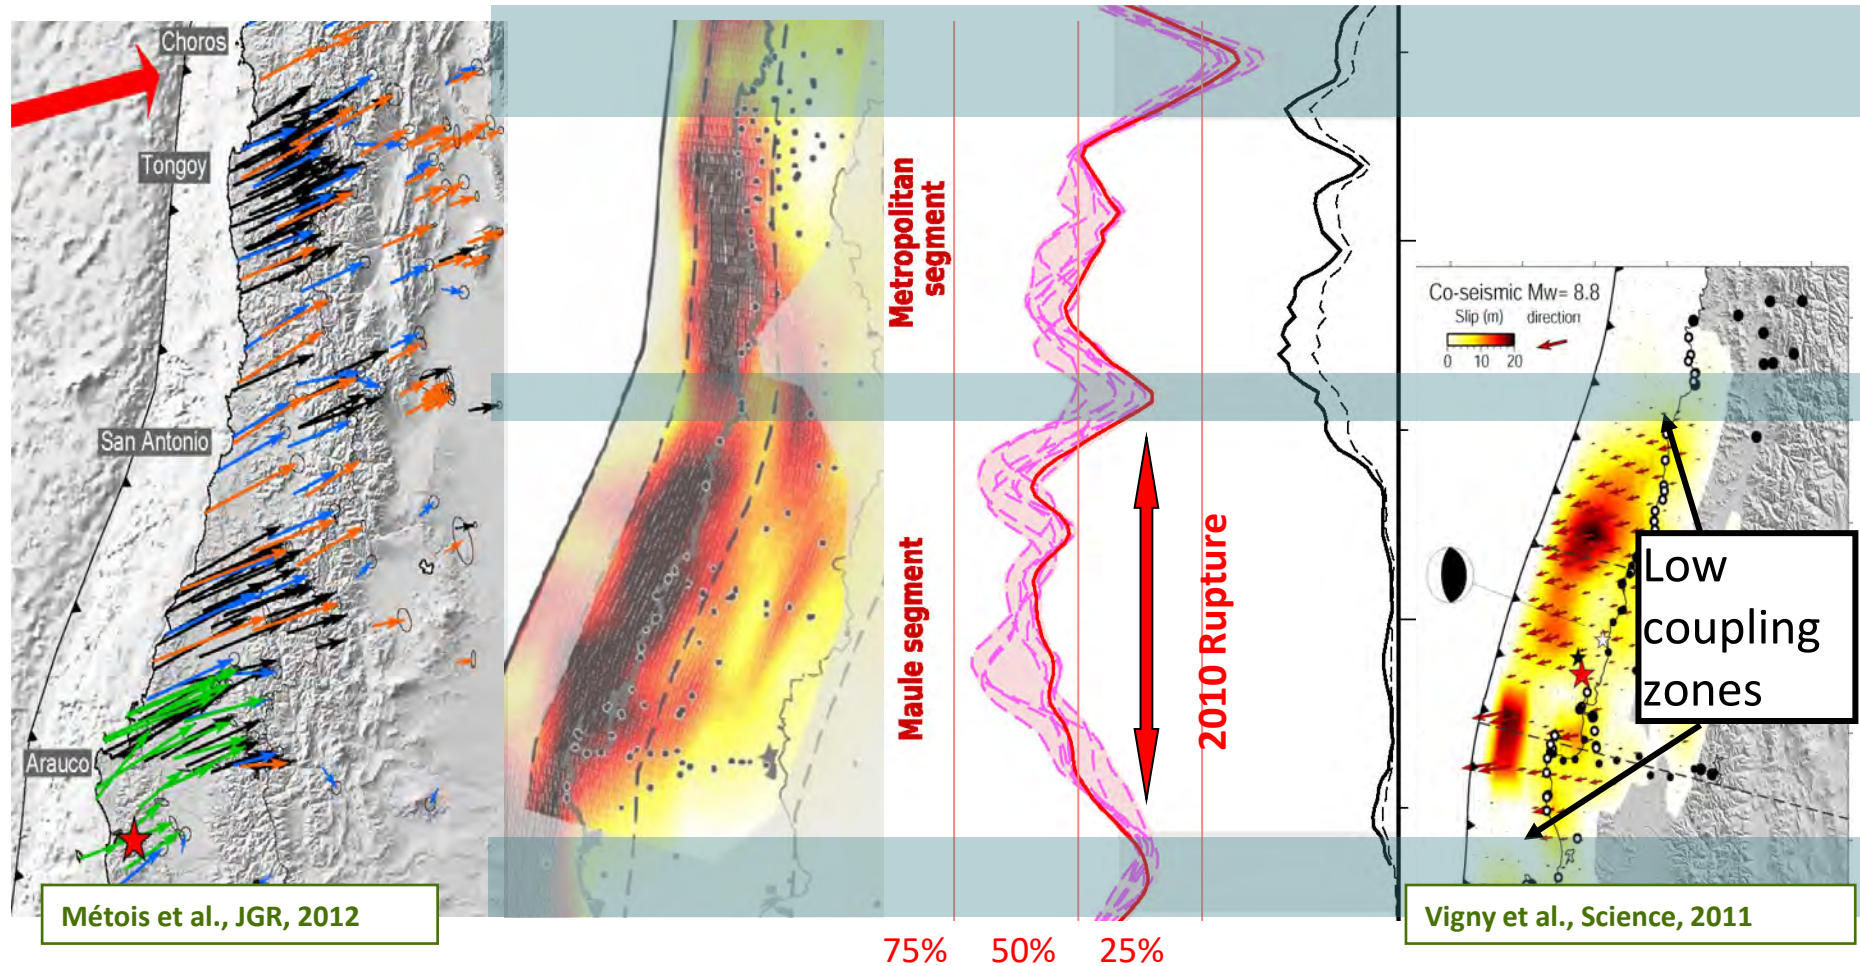 Choros
Tongoy
San Antonio
Arauco
Métois et al., JGR, 2012
Metropolitan
segment
Maule segment
2010 Rupture
75%
50%
25%
Co-seismic Mw= 8.8
Slip (m)
direction
0 10 20
Low
coupling
zones
Vigny et al., Science, 2011